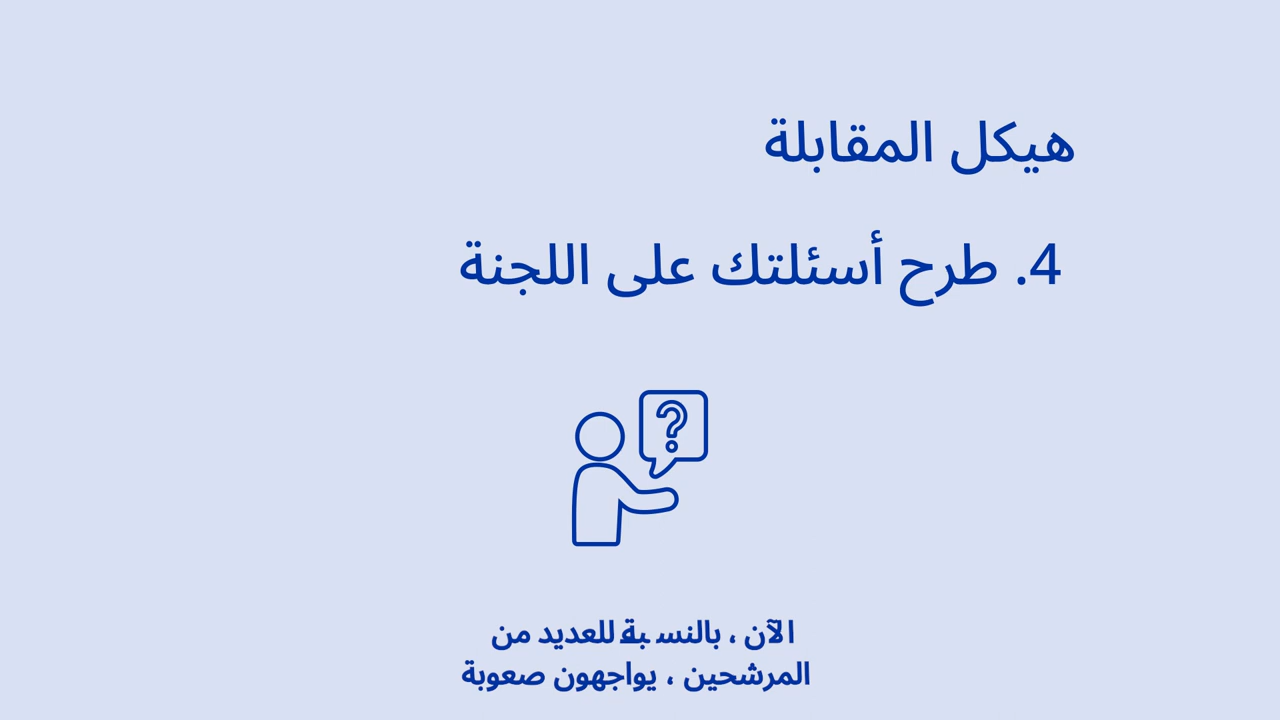 هيكل المقابلة
4. طرح أسئلتك على اللجنة
?
الآن ، بالنسبة للعديد من
المرشحين ، يواجهون صعوبة